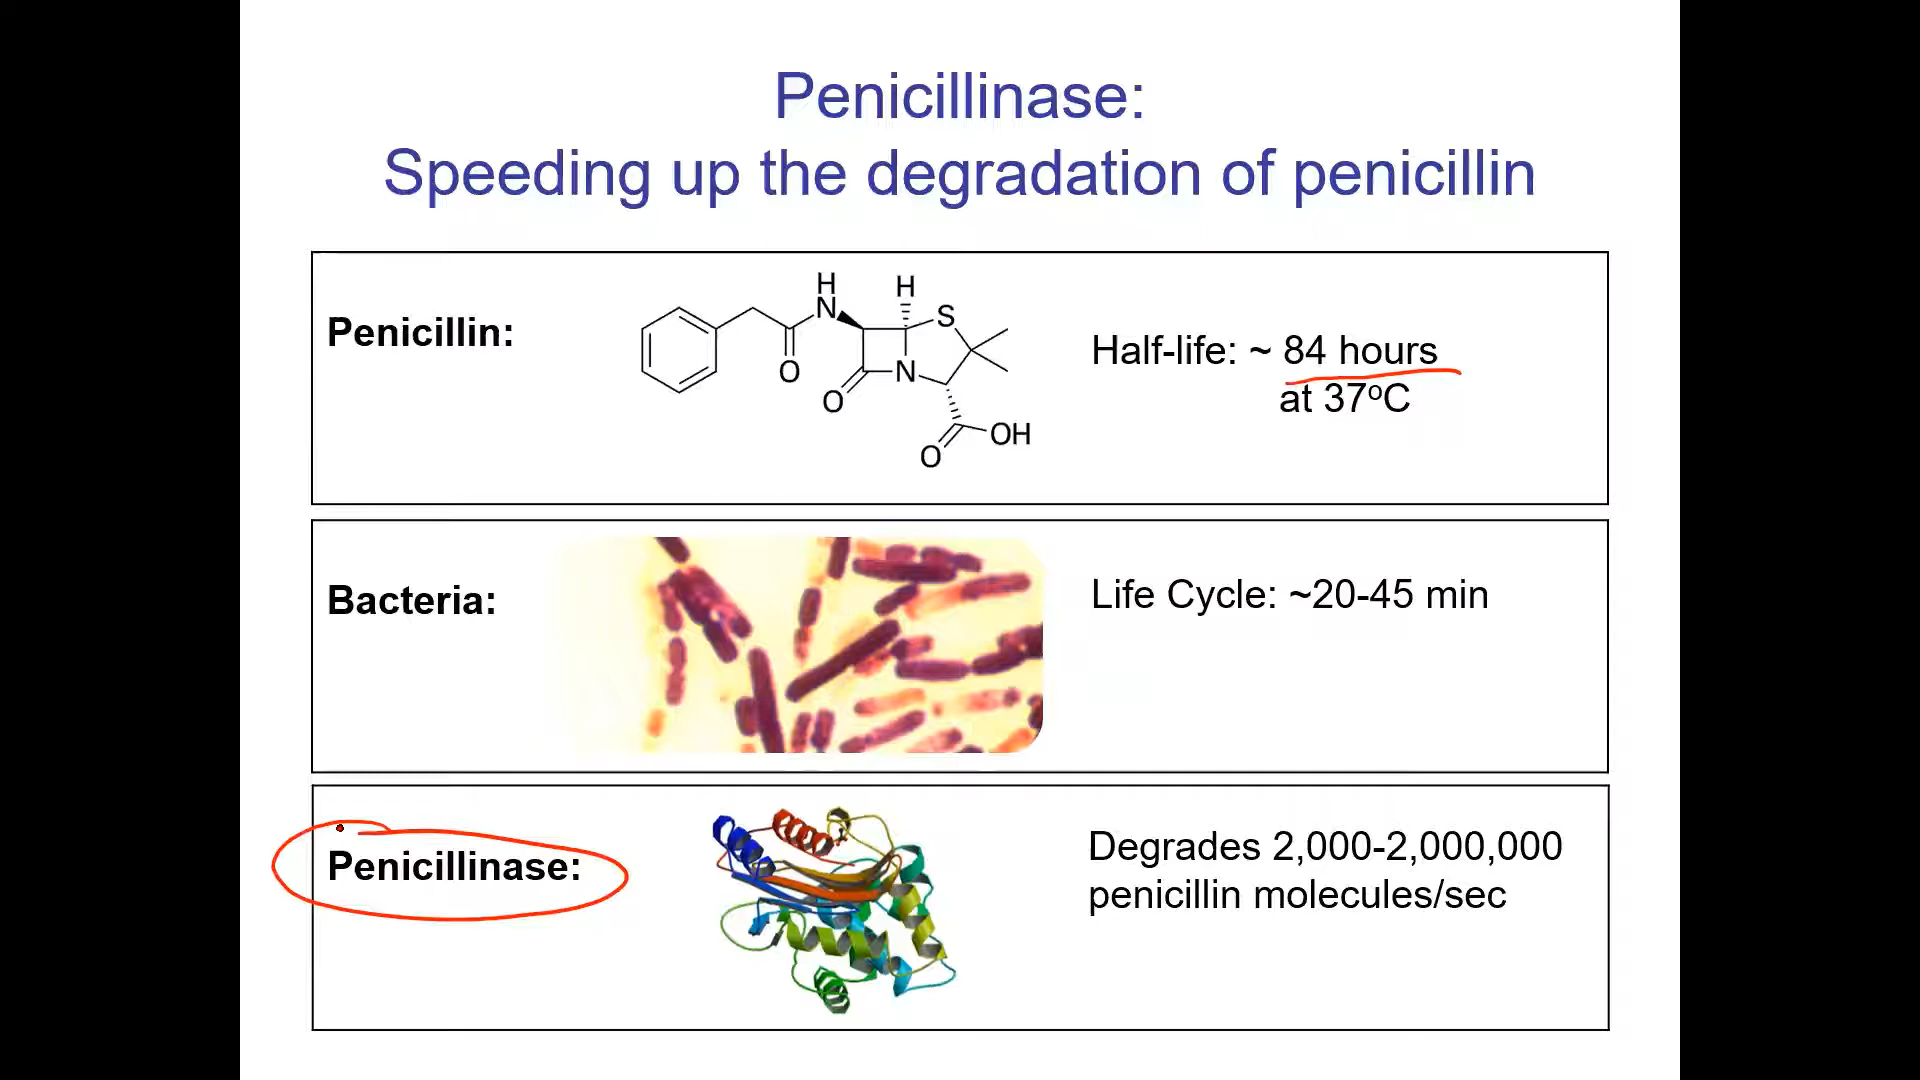 Penicillinase:
Speeding up the degradation of penicillin
Penicillin:
H
N
H
S
O
N
O
O
OH
Half-life: ~ 84 hours
at 37ºC
Bacteria:
Life Cycle: ~20-45 min
Penicillinase:
Degrades 2,000-2,000,000
penicillin molecules/sec